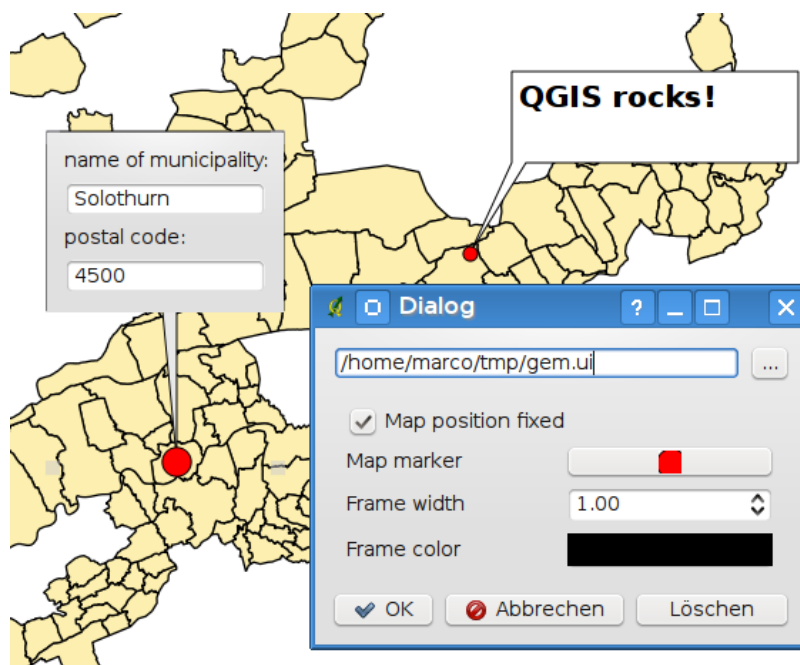 QGIS rocks!
name of municipality:
Solothurn
postal code:
4500
Dialog
/home/marco/tmp/gem.ui
...
Map position fixed
Map marker
Frame width
1.00
Frame color
OK
Abbrechen
Löschen